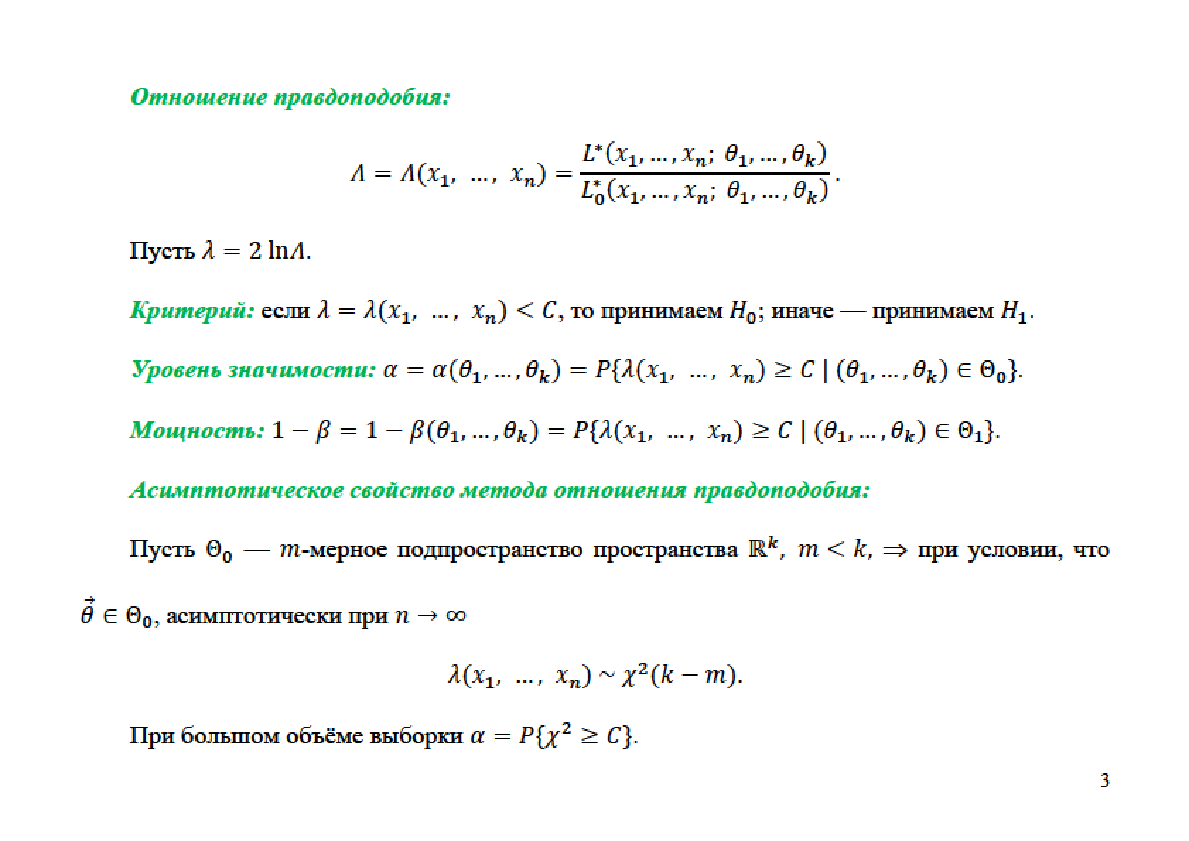 Отношение правдоподобия:
Λ = Λ(x₁, …, xₙ) = L*(x₁, …, xₙ; θ₁, …, θₖ) / L₀*(x₁, …, xₙ; θ₁, …, θₖ) .
Пусть λ = 2 lnΛ.
Критерий: если λ = λ(x₁, …, xₙ) < C, то принимаем H₀; иначе — принимаем H₁.
Уровень значимости: α = α(θ₁, …, θₖ) = P{λ(x₁, …, xₙ) ≥ C | (θ₁, …, θₖ) ∈ Θ₀}.
Мощность: 1 − β = 1 − β(θ₁, …, θₖ) = P{λ(x₁, …, xₙ) ≥ C | (θ₁, …, θₖ) ∈ Θ₁}.
Асимптотическое свойство метода отношения правдоподобия:
Пусть Θ₀ — m-мерное подпространство пространства ℝᵏ, m < k, ⇒ при условии, что
θ⃗ ∈ Θ₀, асимптотически при n → ∞
λ(x₁, …, xₙ) ~ χ²(k − m).
При большом объёме выборки α = P{χ² ≥ C}.
3